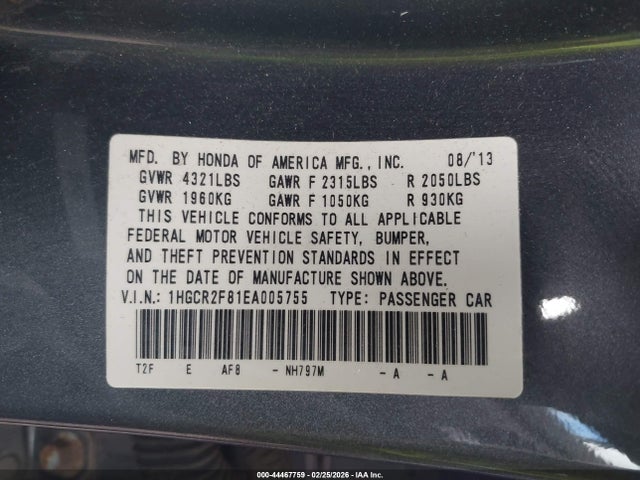 MFD. BY HONDA OF AMERICA MFG., INC. 08/'13
GVWR 4321LBS GAWR F 2315LBS R 2050LBS
GVWR 1960KG GAWR F 1050KG R 930KG
THIS VEHICLE CONFORMS TO ALL APPLICABLE
FEDERAL MOTOR VEHICLE SAFETY, BUMPER,
AND THEFT PREVENTION STANDARDS IN EFFECT
ON THE DATE OF MANUFACTURE SHOWN ABOVE.
V.I.N.: 1HGCR2F81EA005755 TYPE: PASSENGER CAR
T2F E AF8 - NH797M - A - A
000-44467759 - 02/25/2026 - IAA Inc.